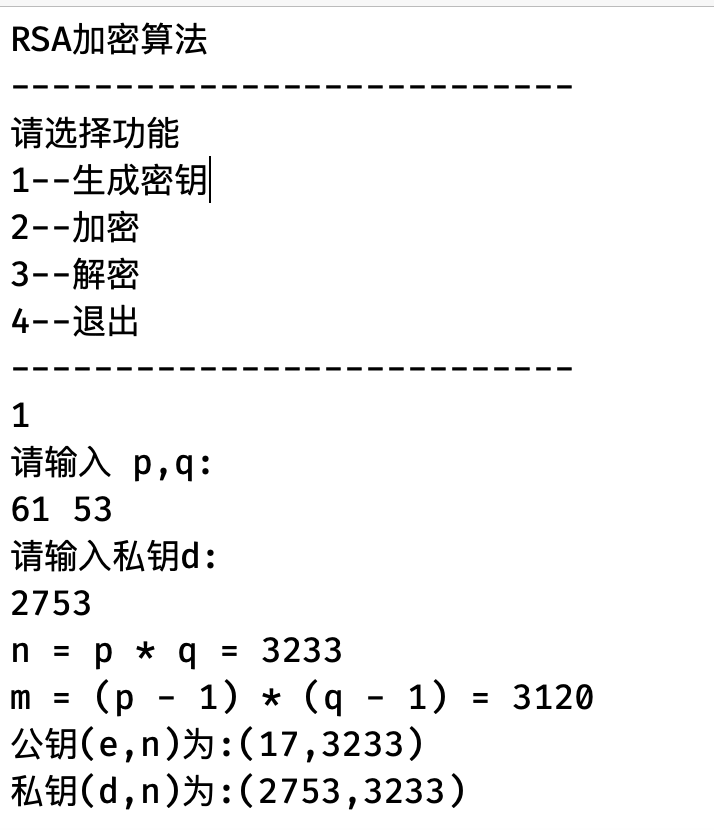 RSA加密算法
---------------------------
请选择功能
1--生成密钥
2--加密
3--解密
4--退出
---------------------------
1
请输入 p,q:
61 53
请输入私钥d:
2753
n = p * q = 3233
m = (p - 1) * (q - 1) = 3120
公钥(e,n)为:(17,3233)
私钥(d,n)为:(2753,3233)